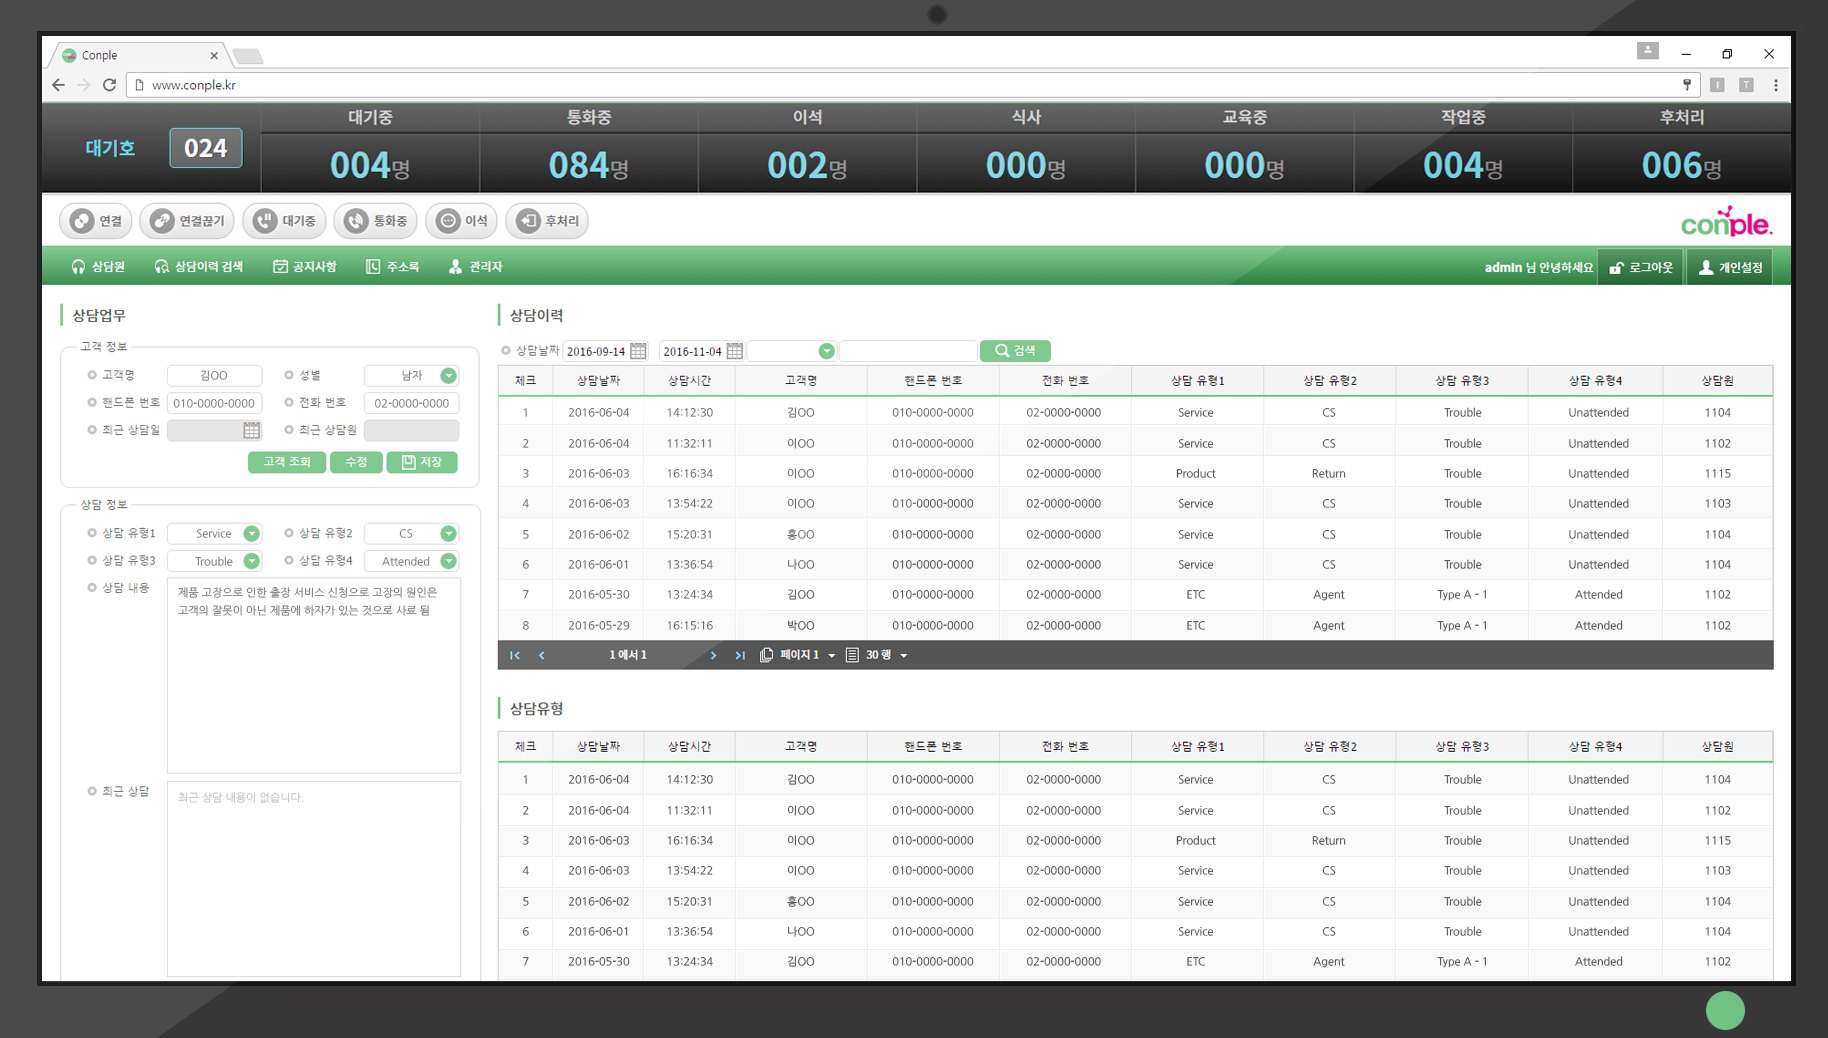 Conple
www.conple.kr
대기호 024
대기중 통화중 이석 식사 교육중 작업중 후처리
004명 084명 002명 000명 000명 004명 006명
연결 연결끊기 대기중 통화중 이석 후처리
conple.
상담원 상담이력 검색 공지사항 주소록 관리자
admin 님 안녕하세요 로그아웃 개인설정
상담업무
고객 정보
고객명 김OO 성별 남자
핸드폰 번호 010-0000-0000 전화 번호 02-0000-0000
최근 상담일 최근 상담원
고객 조회 수정 저장
상담 정보
상담 유형1 Service 상담 유형2 CS
상담 유형3 Trouble 상담 유형4 Attended
상담 내용
제품 고장으로 인한 출장 서비스 신청으로 고장의 원인은
고객의 잘못이 아닌 제품에 하자가 있는 것으로 사료 됨
최근 상담
최근 상담 내용이 없습니다.
상담이력
상담날짜 2016-09-14 2016-11-04 검색
체크 상담날짜 상담시간 고객명 핸드폰 번호 전화 번호 상담 유형1 상담 유형2 상담 유형3 상담 유형4 상담원
1 2016-06-04 14:12:30 김OO 010-0000-0000 02-0000-0000 Service CS Trouble Unattended 1104
2 2016-06-04 11:32:11 이OO 010-0000-0000 02-0000-0000 Service CS Trouble Unattended 1102
3 2016-06-03 16:16:34 이OO 010-0000-0000 02-0000-0000 Product Return Trouble Unattended 1115
4 2016-06-03 13:54:22 이OO 010-0000-0000 02-0000-0000 Service CS Trouble Unattended 1103
5 2016-06-02 15:20:31 홍OO 010-0000-0000 02-0000-0000 Service CS Trouble Unattended 1104
6 2016-06-01 13:36:54 나OO 010-0000-0000 02-0000-0000 Service CS Trouble Unattended 1104
7 2016-05-30 13:24:34 김OO 010-0000-0000 02-0000-0000 ETC Agent Type A - 1 Attended 1102
8 2016-05-29 16:15:16 박OO 010-0000-0000 02-0000-0000 ETC Agent Type A - 1 Attended 1102
1 에서 1 페이지 1 30 행
상담유형
체크 상담날짜 상담시간 고객명 핸드폰 번호 전화 번호 상담 유형1 상담 유형2 상담 유형3 상담 유형4 상담원
1 2016-06-04 14:12:30 김OO 010-0000-0000 02-0000-0000 Service CS Trouble Unattended 1104
2 2016-06-04 11:32:11 이OO 010-0000-0000 02-0000-0000 Service CS Trouble Unattended 1102
3 2016-06-03 16:16:34 이OO 010-0000-0000 02-0000-0000 Product Return Trouble Unattended 1115
4 2016-06-03 13:54:22 이OO 010-0000-0000 02-0000-0000 Service CS Trouble Unattended 1103
5 2016-06-02 15:20:31 홍OO 010-0000-0000 02-0000-0000 Service CS Trouble Unattended 1104
6 2016-06-01 13:36:54 나OO 010-0000-0000 02-0000-0000 Service CS Trouble Unattended 1104
7 2016-05-30 13:24:34 김OO 010-0000-0000 02-0000-0000 ETC Agent Type A - 1 Attended 1102